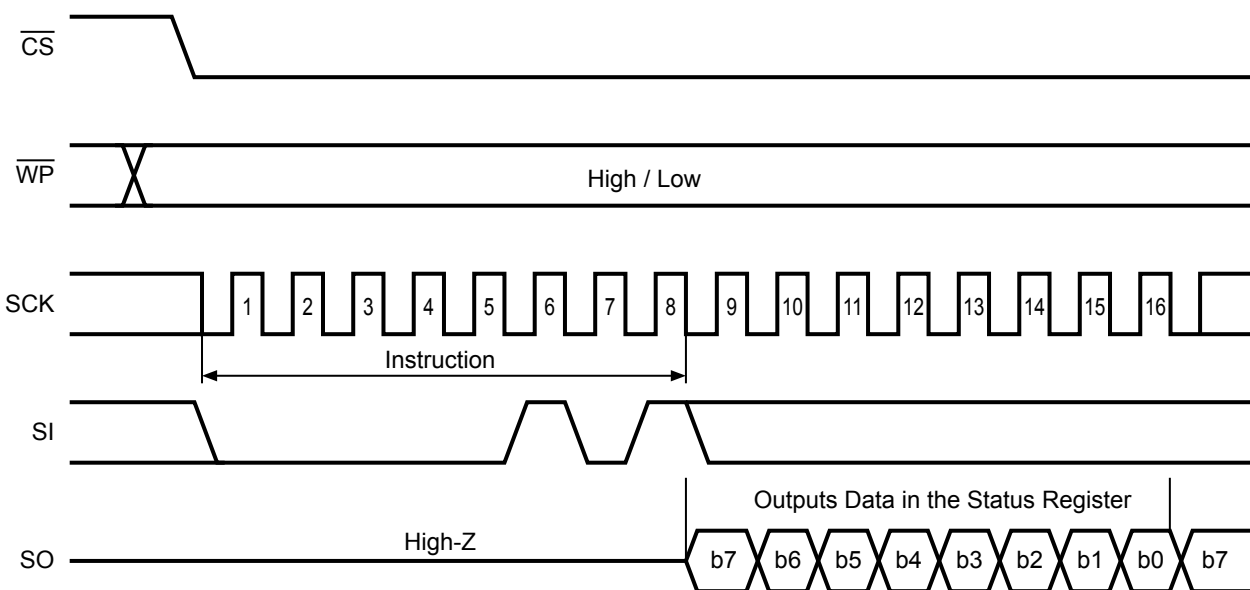 CS
WP
High / Low
SCK
1 2 3 4 5 6 7 8 9 10 11 12 13 14 15 16
Instruction
SI
Outputs Data in the Status Register
High-Z
SO
b7 b6 b5 b4 b3 b2 b1 b0 b7